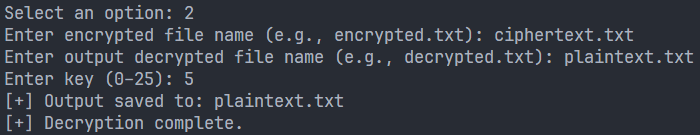 Select an option: 2
Enter encrypted file name (e.g., encrypted.txt): ciphertext.txt
Enter output decrypted file name (e.g., decrypted.txt): plaintext.txt
Enter key (0-25): 5
[+] Output saved to: plaintext.txt
[+] Decryption complete.